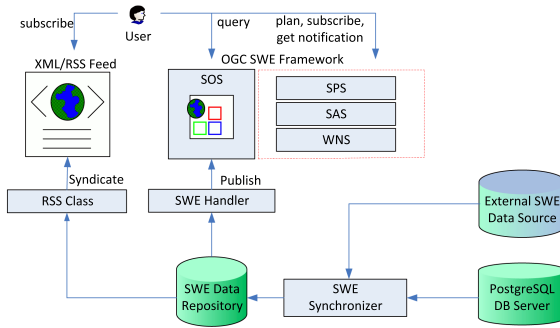 subscribe
User
query
plan, subscribe,
get notification
XML/RSS Feed
OGC SWE Framework
SOS
SPS
SAS
WNS
Syndicate
Publish
RSS Class
SWE Handler
External SWE
Data Source
SWE Data
Repository
SWE
Synchronizer
PostgreSQL
DB Server